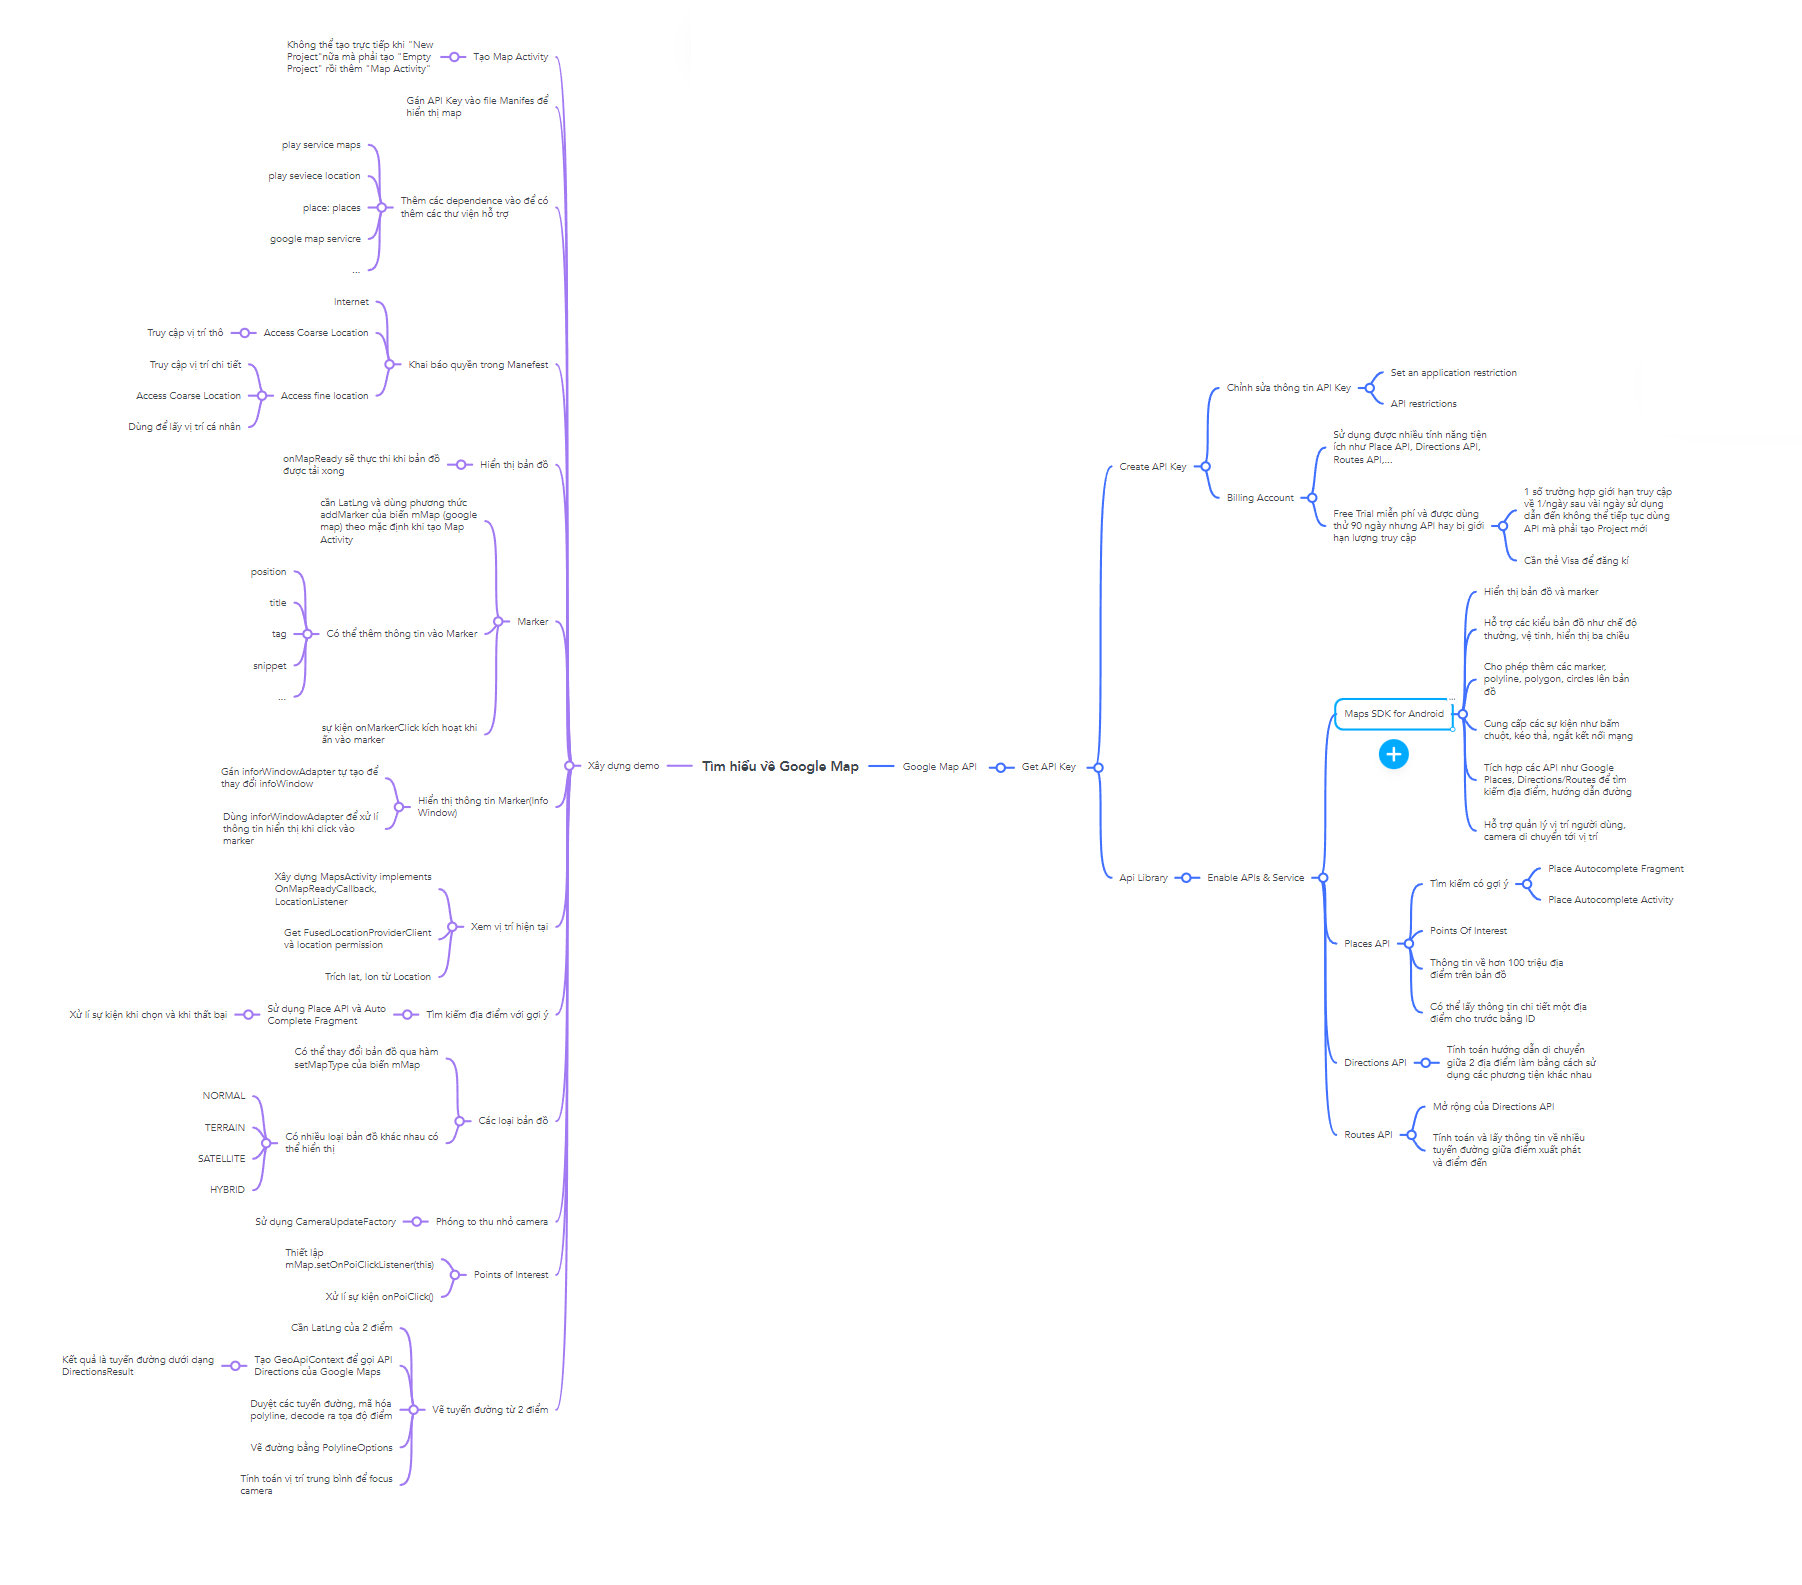 Tìm hiểu về Google Map
Xây dựng demo
Tạo Map Activity
Không thể tạo trực tiếp khi "New
Project"nữa mà phải tạo "Empty
Project" rồi thêm "Map Activity"
Gán API Key vào file Manifes để
hiển thị map
Thêm các dependence vào để có
thêm các thư viện hỗ trợ
play service maps
play seviece location
place: places
google map servicre
...
Khai báo quyền trong Manefest
Internet
Access Coarse Location
Truy cập vị trí thô
Access fine location
Truy cập vị trí chi tiết
Access Coarse Location
Dùng để lấy vị trí cá nhân
Hiển thị bản đồ
onMapReady sẽ thực thi khi bản đồ
được tải xong
Marker
cần LatLng và dùng phương thức
addMarker của biến mMap (google
map) theo mặc định khi tạo Map
Activity
Có thể thêm thông tin vào Marker
position
title
tag
snippet
...
sự kiện onMarkerClick kích hoạt khi
ấn vào marker
Hiển thị thông tin Marker(Info
Window)
Gán inforWindowAdapter tự tạo để
thay đổi infoWindow
Dùng inforWindowAdapter để xử lí
thông tin hiển thị khi click vào
marker
Xem vị trí hiện tại
Xây dựng MapsActivity implements
OnMapReadyCallback,
LocationListener
Get FusedLocationProviderClient
và location permission
Trích lat, lon từ Location
Tìm kiếm địa điểm với gợi ý
Sử dụng Place API và Auto
Complete Fragment
Xử lí sự kiện khi chọn và khi thất bại
Các loại bản đồ
Có thể thay đổi bản đồ qua hàm
setMapType của biến mMap
Có nhiều loại bản đồ khác nhau có
thể hiển thị
NORMAL
TERRAIN
SATELLITE
HYBRID
Phóng to thu nhỏ camera
Sử dụng CameraUpdateFactory
Points of Interest
Thiết lập
mMap.setOnPoiClickListener(this)
Xử lí sự kiện onPoiClick()
Vẽ tuyến đường từ 2 điểm
Cần LatLng của 2 điểm
Tạo GeoApiContext để gọi API
Directions của Google Maps
Kết quả là tuyến đường dưới dạng
DirectionsResult
Duyệt các tuyến đường, mã hóa
polyline, decode ra tọa độ điểm
Vẽ đường bằng PolylineOptions
Tính toán vị trí trung bình để focus
camera
Google Map API
Get API Key
Create API Key
Chỉnh sửa thông tin API Key
Set an application restriction
API restrictions
Billing Account
Sử dụng được nhiều tính năng tiện
ích như Place API, Directions API,
Routes API,...
Free Trial miễn phí và được dùng
thử 90 ngày nhưng API hay bị giới
hạn lượng truy cập
1 số trường hợp giới hạn truy cập
về 1/ngày sau vài ngày sử dụng
dẫn đến không thể tiếp tục dùng
API mà phải tạo Project mới
Cần thẻ Visa để đăng kí
Api Library
Enable APIs & Service
Maps SDK for Android
...
Hiển thị bản đồ và marker
Hỗ trợ các kiểu bản đồ như chế độ
thường, vệ tinh, hiển thị ba chiều
Cho phép thêm các marker,
polyline, polygon, circles lên bản
đồ
Cung cấp các sự kiện như bấm
chuột, kéo thả, ngắt kết nối mạng
Tích hợp các API như Google
Places, Directions/Routes để tìm
kiếm địa điểm, hướng dẫn đường
Hỗ trợ quản lý vị trí người dùng,
camera di chuyển tới vị trí
Places API
Tìm kiếm có gợi ý
Place Autocomplete Fragment
Place Autocomplete Activity
Points Of Interest
Thông tin về hơn 100 triệu địa
điểm trên bản đồ
Có thể lấy thông tin chi tiết một địa
điểm cho trước bằng ID
Directions API
Tính toán hướng dẫn di chuyển
giữa 2 địa điểm làm bằng cách sử
dụng các phương tiện khác nhau
Routes API
Mở rộng của Directions API
Tính toán và lấy thông tin về nhiều
tuyến đường giữa điểm xuất phát
và điểm đến